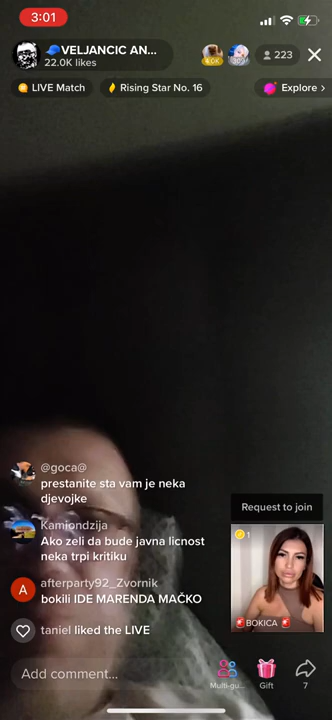 3:01
VELJANCIC AN...
22.0K likes
223
LIVE Match
Rising Star No. 16
Explore >
@goca@
prestanite sta vam je neka
djevojke
Kamiondzija
Ako zeli da bude javna licnost
neka trpi kritiku
afterparty92_Zvornik
A
bokili IDE MARENDA MAČKO
taniel liked the LIVE
Request to join
1
BOKICA
Add comment...
Multi-gu...
Gift
7